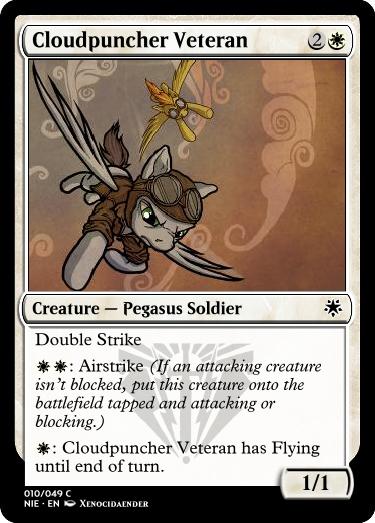 Cloudpuncher Veteran 2
Creature — Pegasus Soldier
Double Strike
: Airstrike (If an attacking creature
isn't blocked, put this creature onto the
battlefield tapped and attacking or
blocking.)
: Cloudpuncher Veteran has Flying
until end of turn.
1/1
010/049 C
NIE • EN Xenocidaender